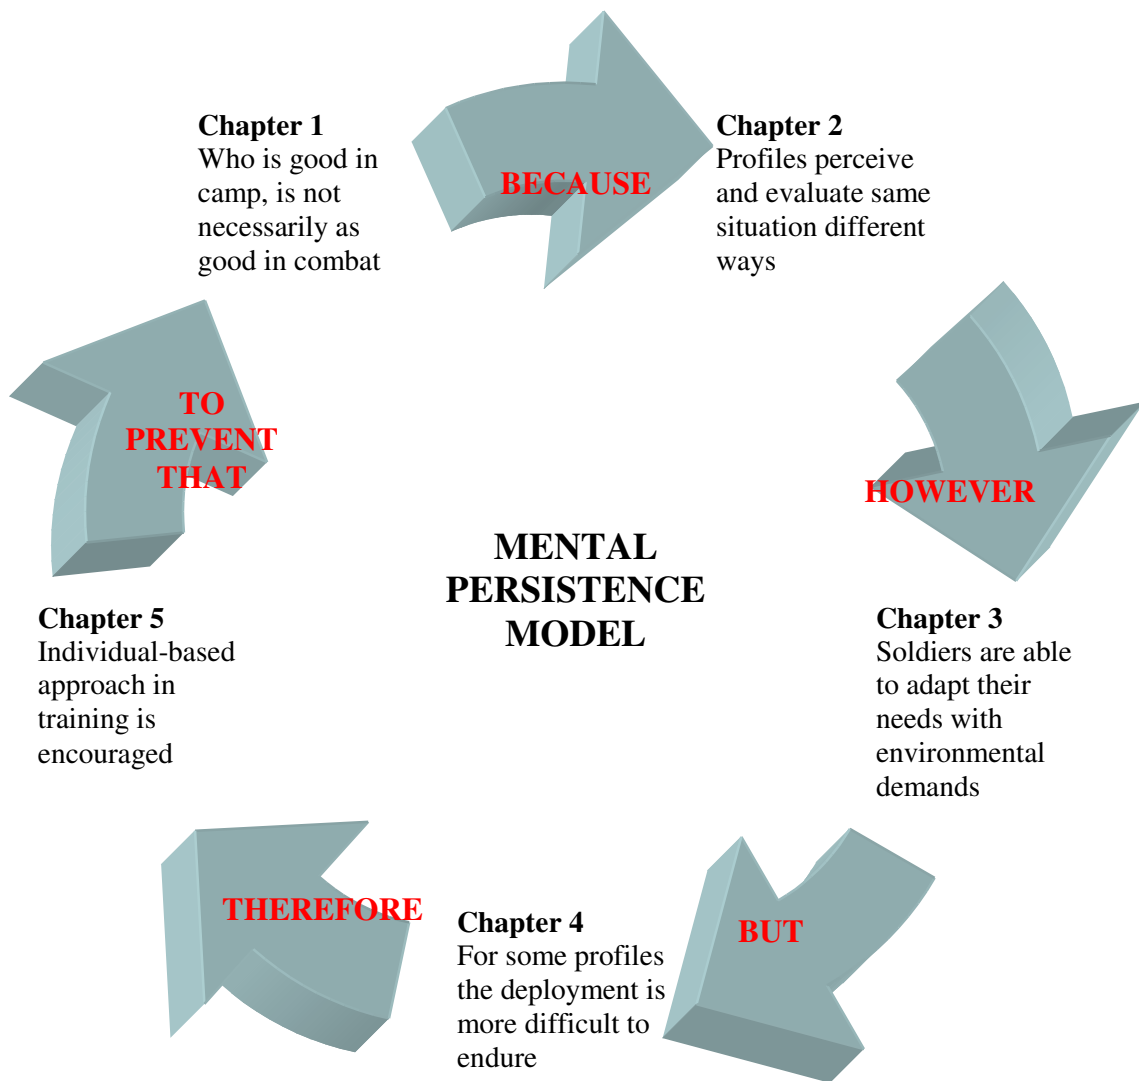 Chapter 1
Who is good in
camp, is not
necessarily as
good in combat
BECAUSE
Chapter 2
Profiles perceive
and evaluate same
situation different
ways
HOWEVER
Chapter 3
Soldiers are able
to adapt their
needs with
environmental
demands
BUT
Chapter 4
For some profiles
the deployment is
more difficult to
endure
THEREFORE
Chapter 5
Individual-based
approach in
training is
encouraged
TO
PREVENT
THAT
MENTAL
PERSISTENCE
MODEL